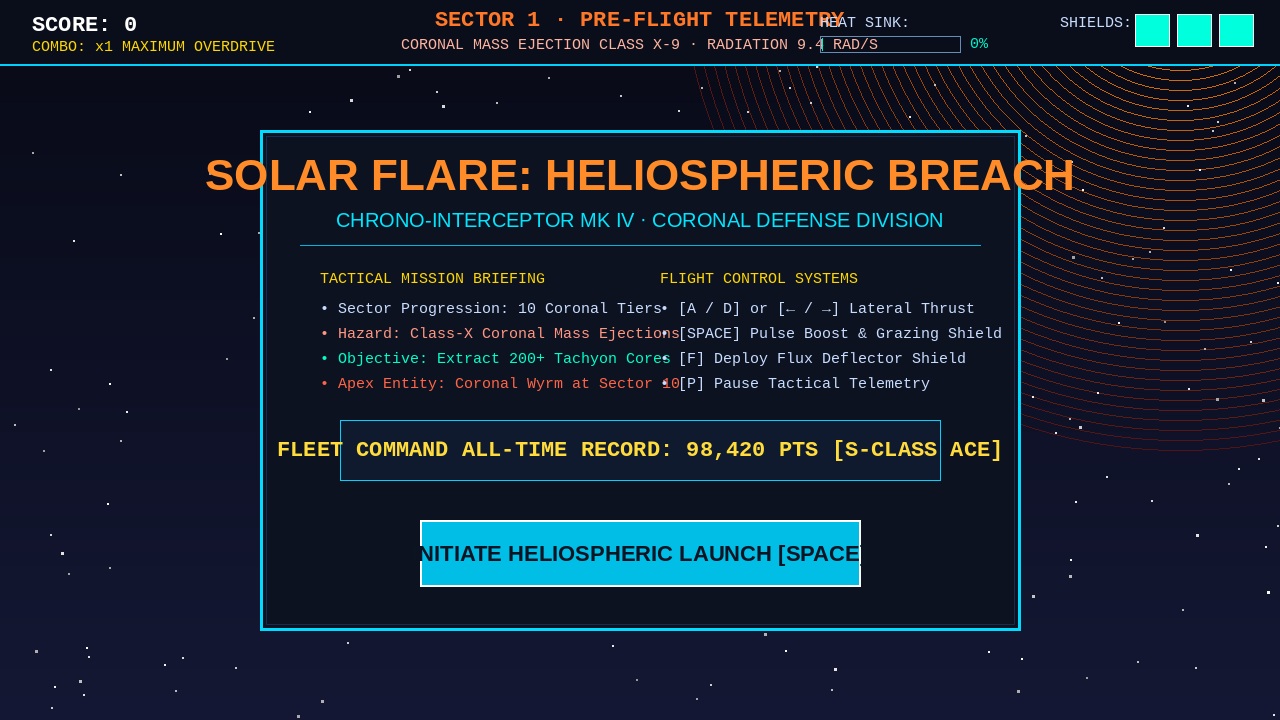 SCORE: 0
COMBO: x1 MAXIMUM OVERDRIVE
SECTOR 1 · PRE-FLIGHT TELEMETRY
CORONAL MASS EJECTION CLASS X-9 · RADIATION 9.4 RAD/S
HEAT SINK:
0%
SHIELDS:
SOLAR FLARE: HELIOSPHERIC BREACH
CHRONO-INTERCEPTOR MK IV · CORONAL DEFENSE DIVISION
TACTICAL MISSION BRIEFING
• Sector Progression: 10 Coronal Tiers
• Hazard: Class-X Coronal Mass Ejections
• Objective: Extract 200+ Tachyon Cores
• Apex Entity: Coronal Wyrm at Sector 10
FLIGHT CONTROL SYSTEMS
• [A / D] or [← / →] Lateral Thrust
• [SPACE] Pulse Boost & Grazing Shield
• [F] Deploy Flux Deflector Shield
• [P] Pause Tactical Telemetry
FLEET COMMAND ALL-TIME RECORD: 98,420 PTS [S-CLASS ACE]
NITIATE HELIOSPHERIC LAUNCH [SPACE]